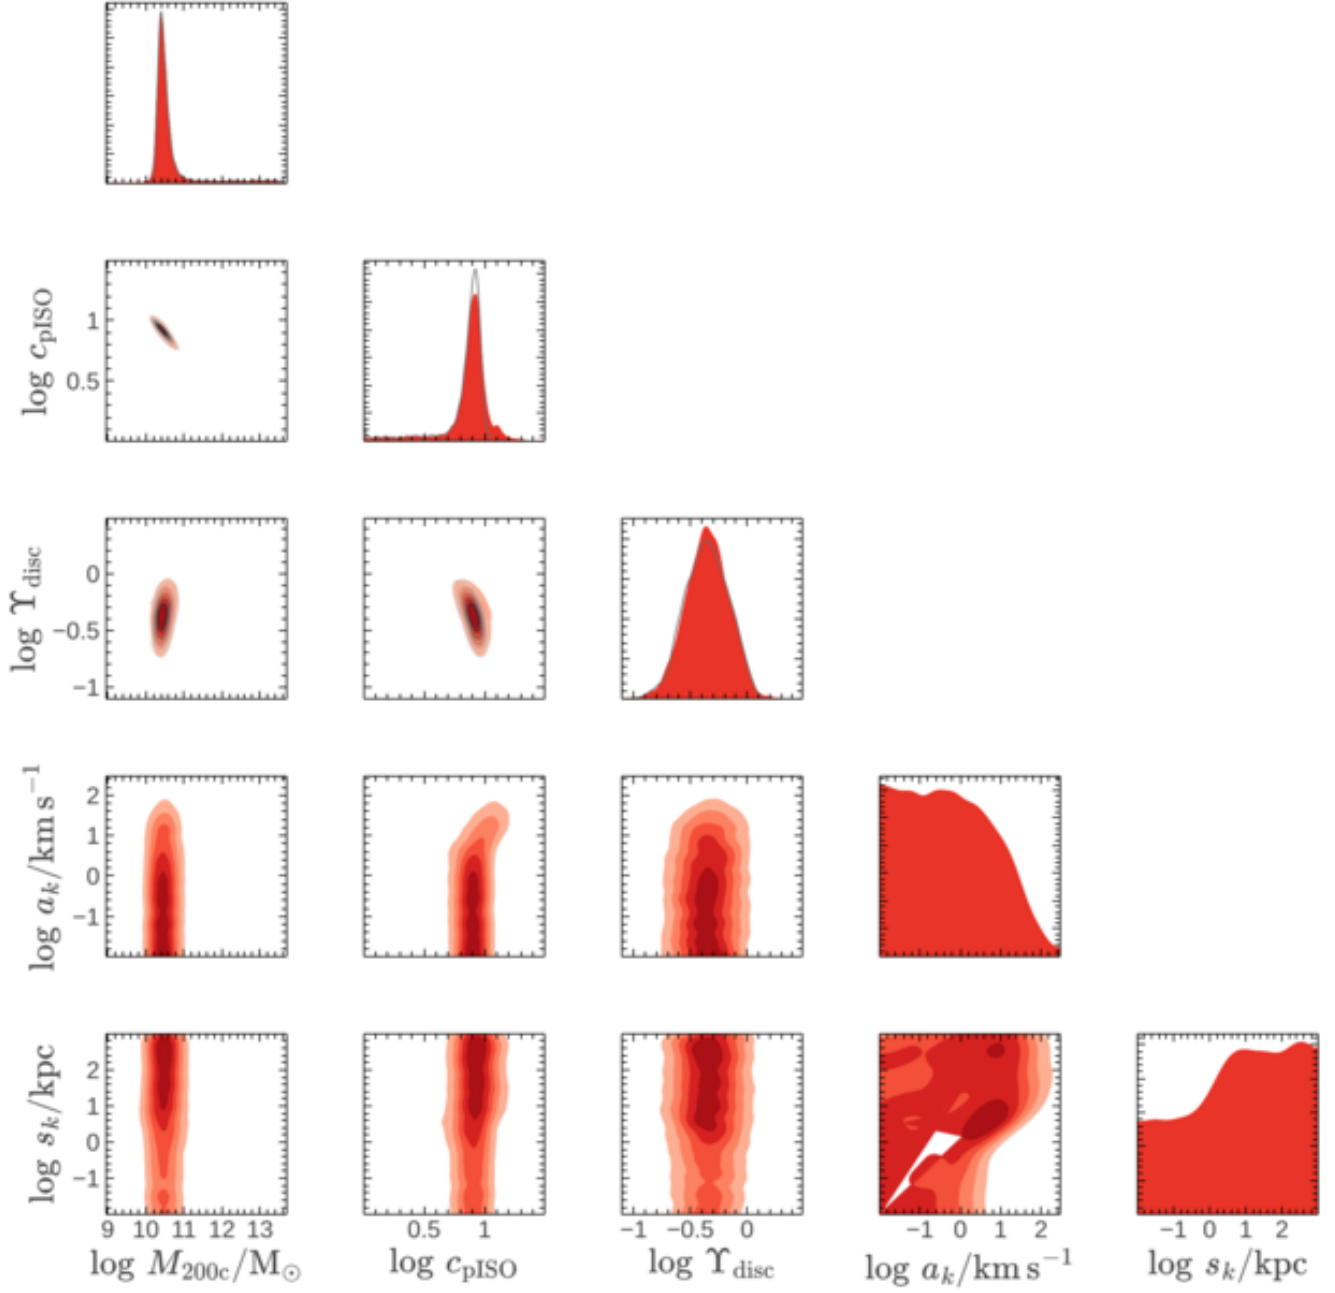 log c_pISO
1
0.5
log ϒ_disc
0
−0.5
−1
log a_k/km s⁻¹
2
1
0
−1
log s_k/kpc
2
1
0
−1
9 10 11 12 13
0.5 1
−1 −0.5 0
−1 0 1 2
−1 0 1 2
log M_200c/M_⊙
log c_pISO
log ϒ_disc
log a_k/km s⁻¹
log s_k/kpc